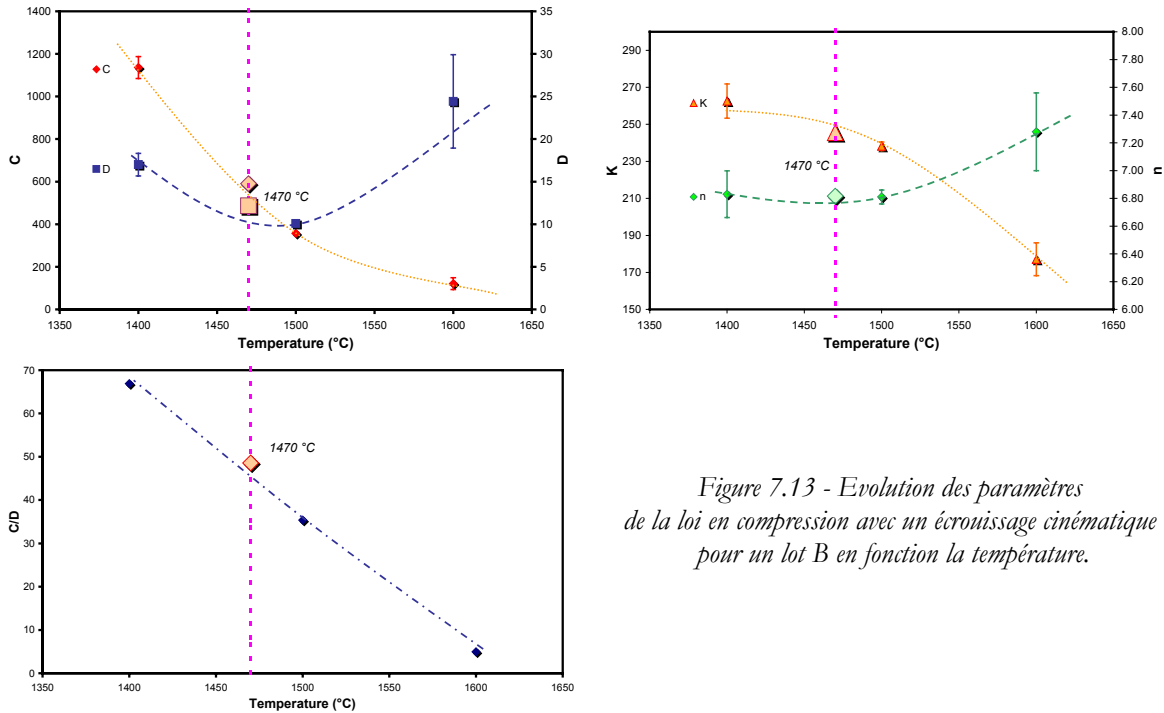 1400
1200
1000
800
600
400
200
0
C
35
30
25
20
15
10
5
0
D
C
D
1470 °C
1350 1400 1450 1500 1550 1600 1650
Temperature (°C)
290
270
250
230
210
190
170
150
K
8.00
7.80
7.60
7.40
7.20
7.00
6.80
6.60
6.40
6.20
6.00
n
K
n
1470 °C
1350 1400 1450 1500 1550 1600 1650
Temperature (°C)
70
60
50
40
30
20
10
0
C/D
1470 °C
1350 1400 1450 1500 1550 1600 1650
Temperature (°C)
Figure 7.13 - Evolution des paramètres
de la loi en compression avec un écrouissage cinématique
pour un lot B en fonction la température.